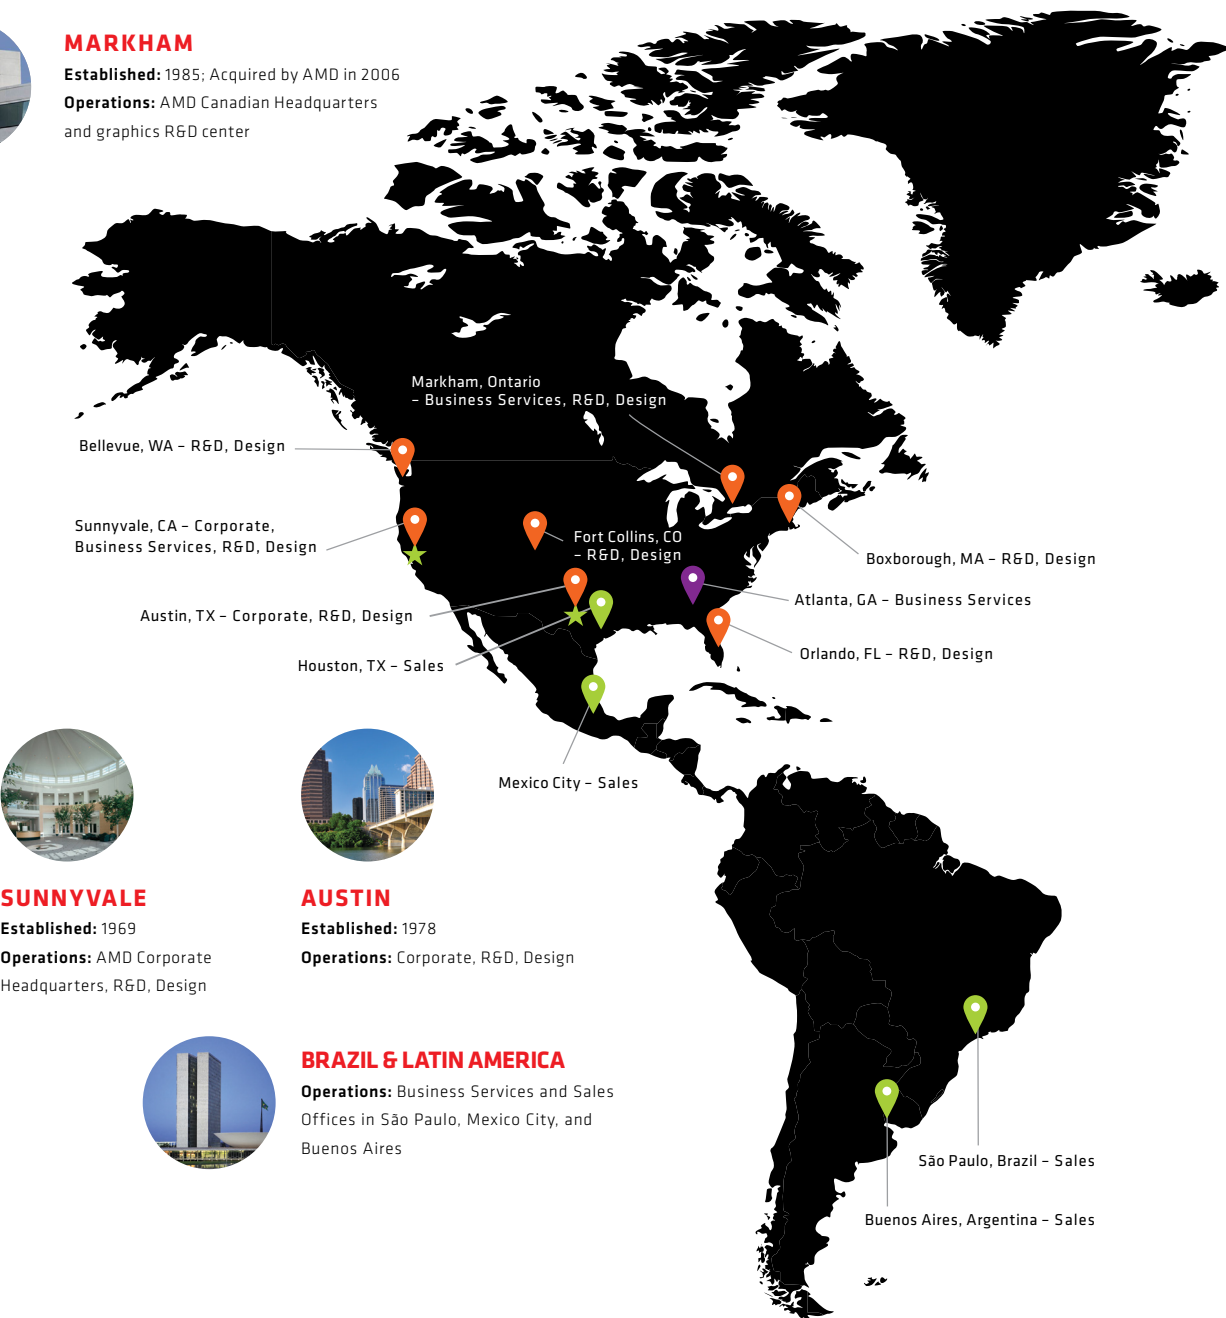 MARKHAM
Established: 1985; Acquired by AMD in 2006
Operations: AMD Canadian Headquarters
and graphics R&D center
Markham, Ontario
– Business Services, R&D, Design
Bellevue, WA – R&D, Design
Sunnyvale, CA – Corporate,
Business Services, R&D, Design
Fort Collins, CO
– R&D, Design
Boxborough, MA – R&D, Design
Atlanta, GA – Business Services
Austin, TX – Corporate, R&D, Design
Orlando, FL – R&D, Design
Houston, TX – Sales
Mexico City – Sales
SUNNYVALE
Established: 1969
Operations: AMD Corporate
Headquarters, R&D, Design
AUSTIN
Established: 1978
Operations: Corporate, R&D, Design
BRAZIL & LATIN AMERICA
Operations: Business Services and Sales
Offices in São Paulo, Mexico City, and
Buenos Aires
São Paulo, Brazil – Sales
Buenos Aires, Argentina – Sales